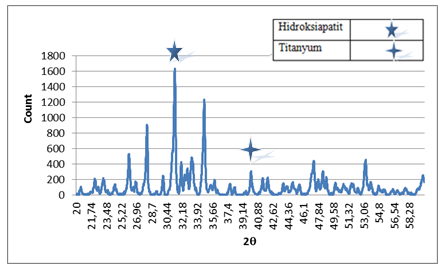 Hidroksiapatit
Titanyum
1800
1600
1400
1200
1000
800
600
400
200
0
Count
20 21,74 23,48 25,22 26,96 28,7 30,44 32,18 33,92 35,66 37,4 39,14 40,88 42,62 44,36 46,1 47,84 49,58 51,32 53,06 54,8 56,54 58,28
2θ